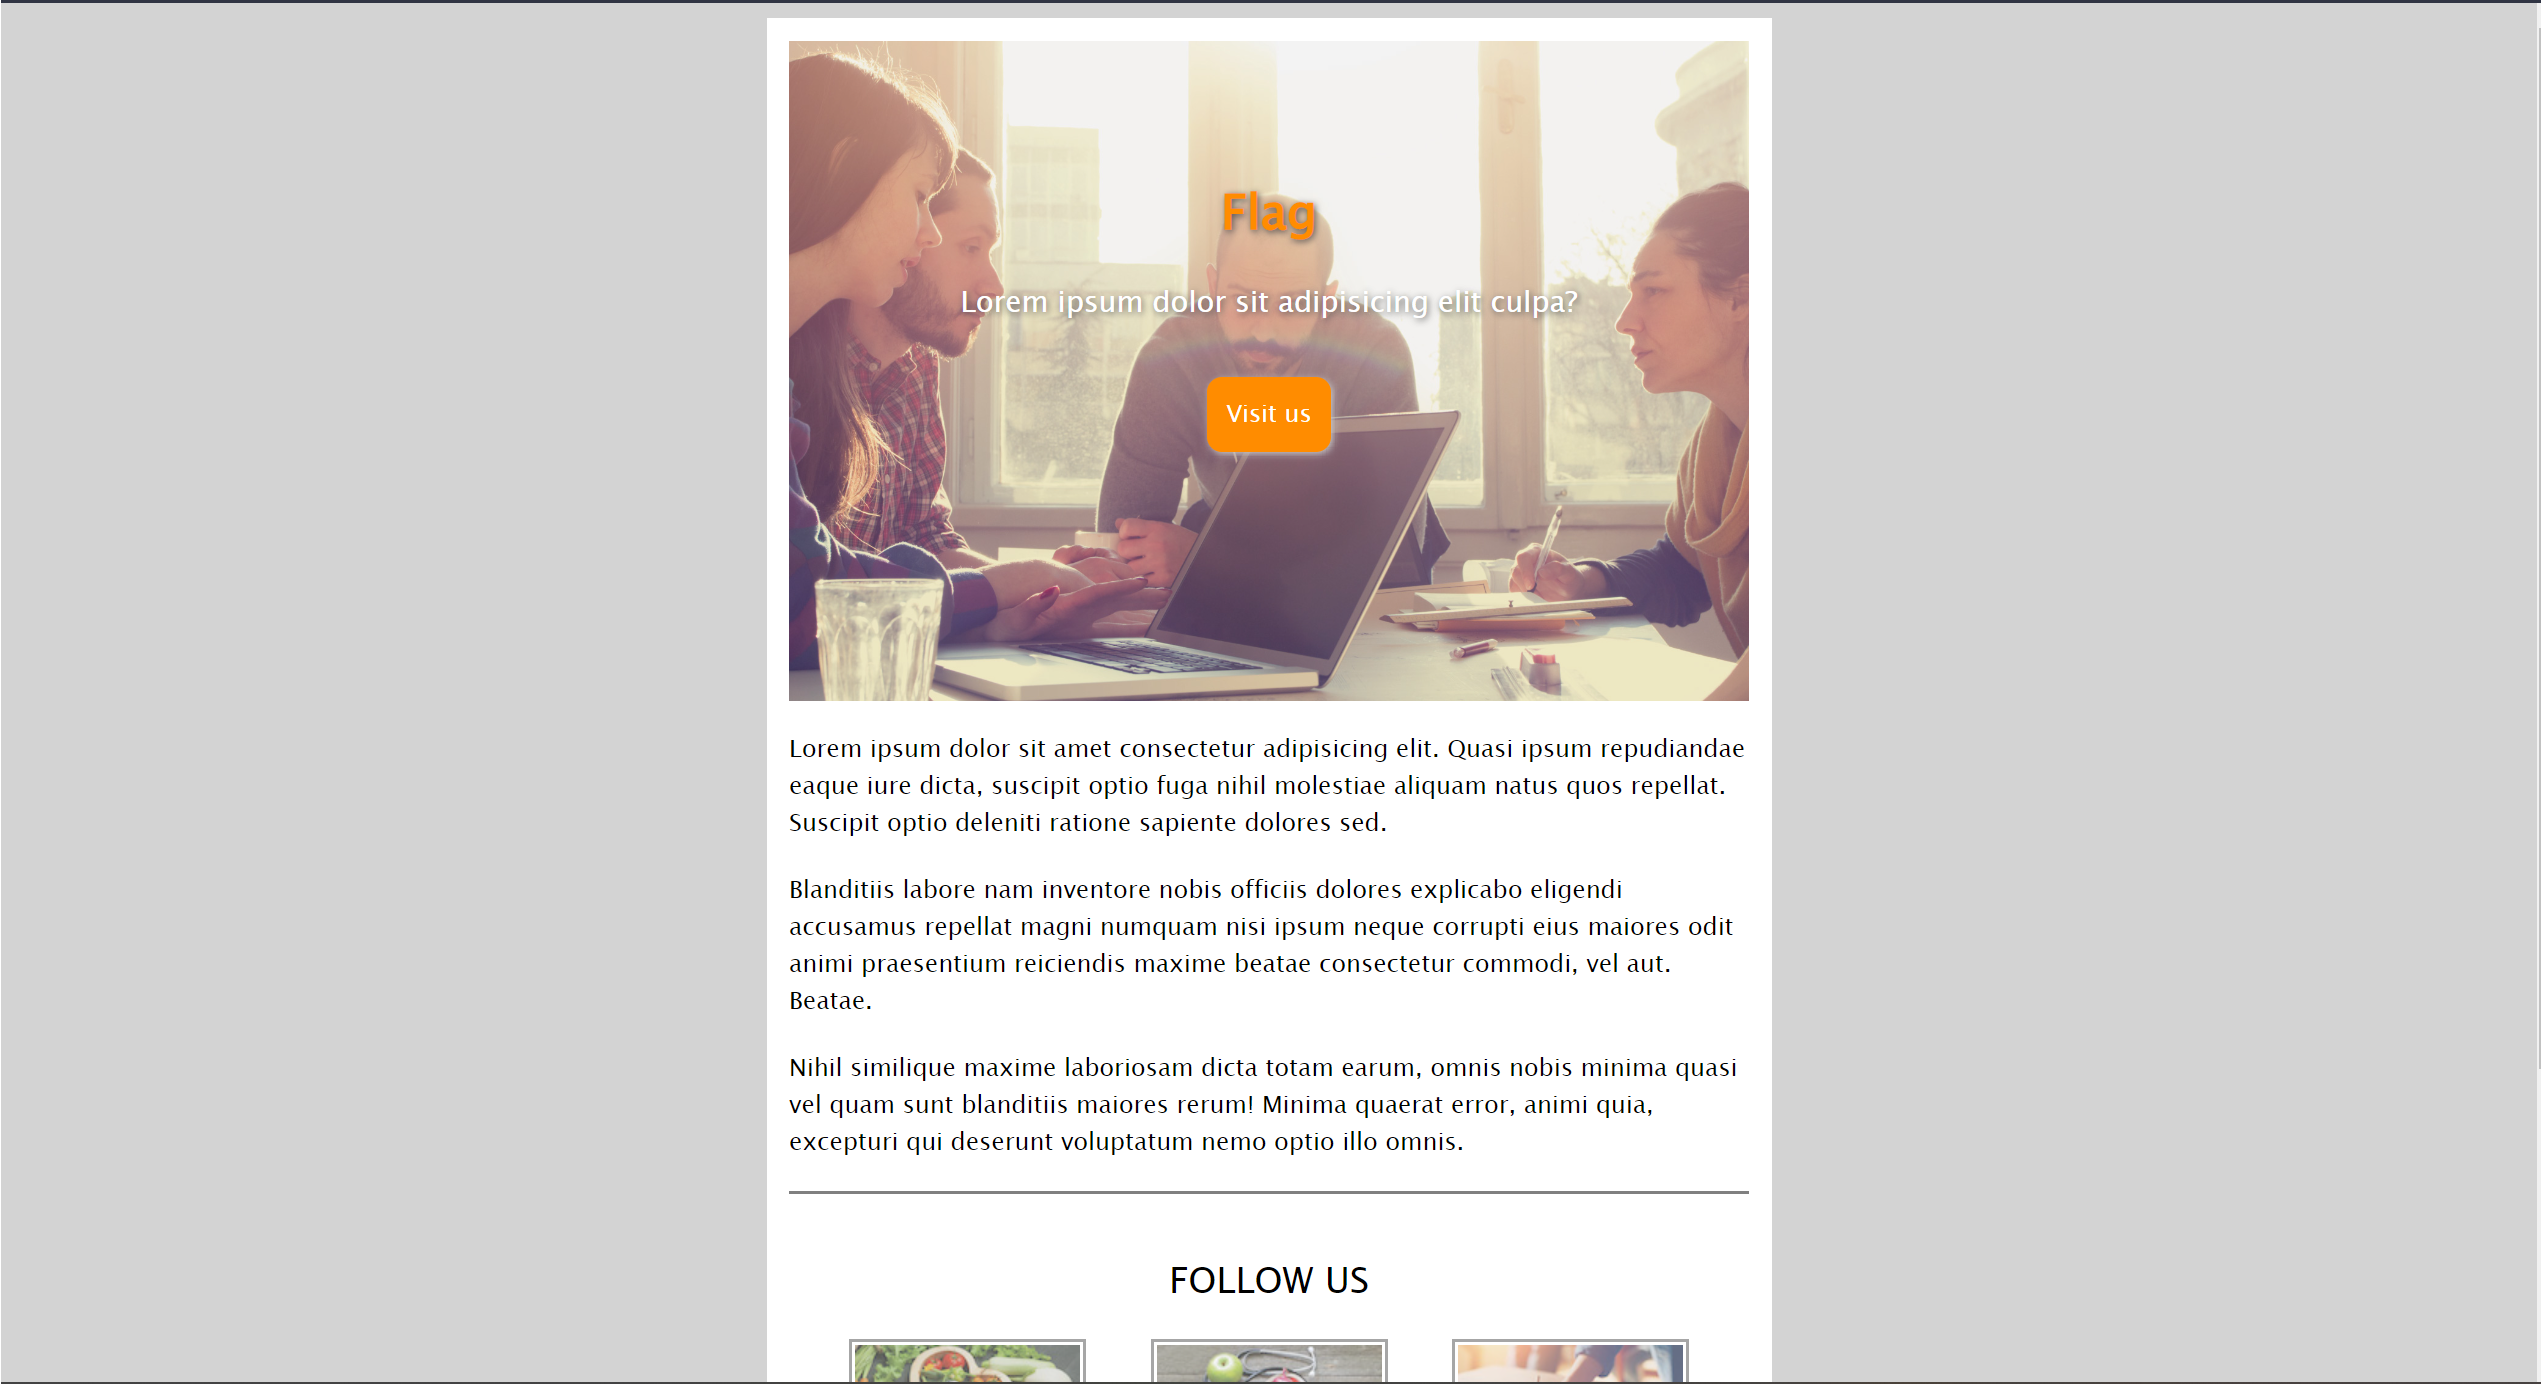 Flag
Lorem ipsum dolor sit adipisicing elit culpa?
Visit us
Lorem ipsum dolor sit amet consectetur adipisicing elit. Quasi ipsum repudiandae
eaque iure dicta, suscipit optio fuga nihil molestiae aliquam natus quos repellat.
Suscipit optio deleniti ratione sapiente dolores sed.
Blanditiis labore nam inventore nobis officiis dolores explicabo eligendi
accusamus repellat magni numquam nisi ipsum neque corrupti eius maiores odit
animi praesentium reiciendis maxime beatae consectetur commodi, vel aut.
Beatae.
Nihil similique maxime laboriosam dicta totam earum, omnis nobis minima quasi
vel quam sunt blanditiis maiores rerum! Minima quaerat error, animi quia,
excepturi qui deserunt voluptatum nemo optio illo omnis.
FOLLOW US